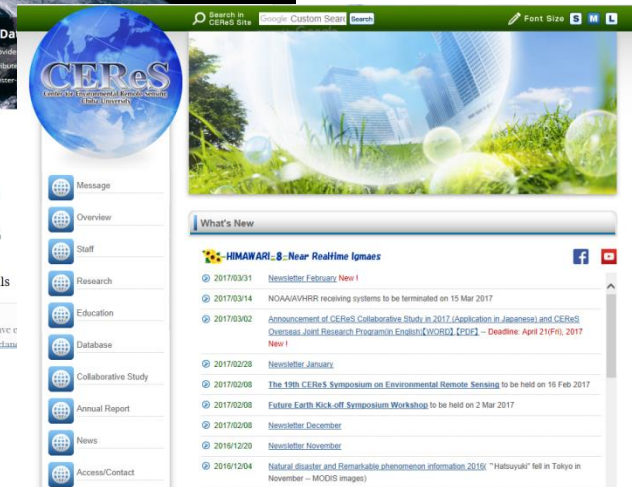 Search in
CEReS Site
Google Custom Searc
Search
Font Size S M L
CEReS
Center for Environmental Remote Sensing
Chiba University
Message
Overview
Staff
Research
Education
Database
Collaborative Study
Annual Report
News
Access/Contact
What's New
HIMAWARI-8-Near Realtime Igmaes
2017/03/31 Newsletter February New !
2017/03/14 NOAA/AVHRR receiving systems to be terminated on 15 Mar 2017
2017/03/02 Announcement of CEReS Collaborative Study in 2017 (Application in Japanese) and CEReS
Overseas Joint Research Program(in English)【WORD】【PDF】 -- Deadline: April 21(Fri), 2017
New !
2017/02/28 Newsletter January
2017/02/08 The 19th CEReS Symposium on Environmental Remote Sensing to be held on 16 Feb 2017
2017/02/08 Future Earth Kick-off Symposium Workshop to be held on 2 Mar 2017
2017/02/08 Newsletter December
2016/12/20 Newsletter November
2016/12/04 Natural disaster and Remarkable phenomenon information 2016( "Hatsuyuki" fell in Tokyo in
November -- MODIS images)